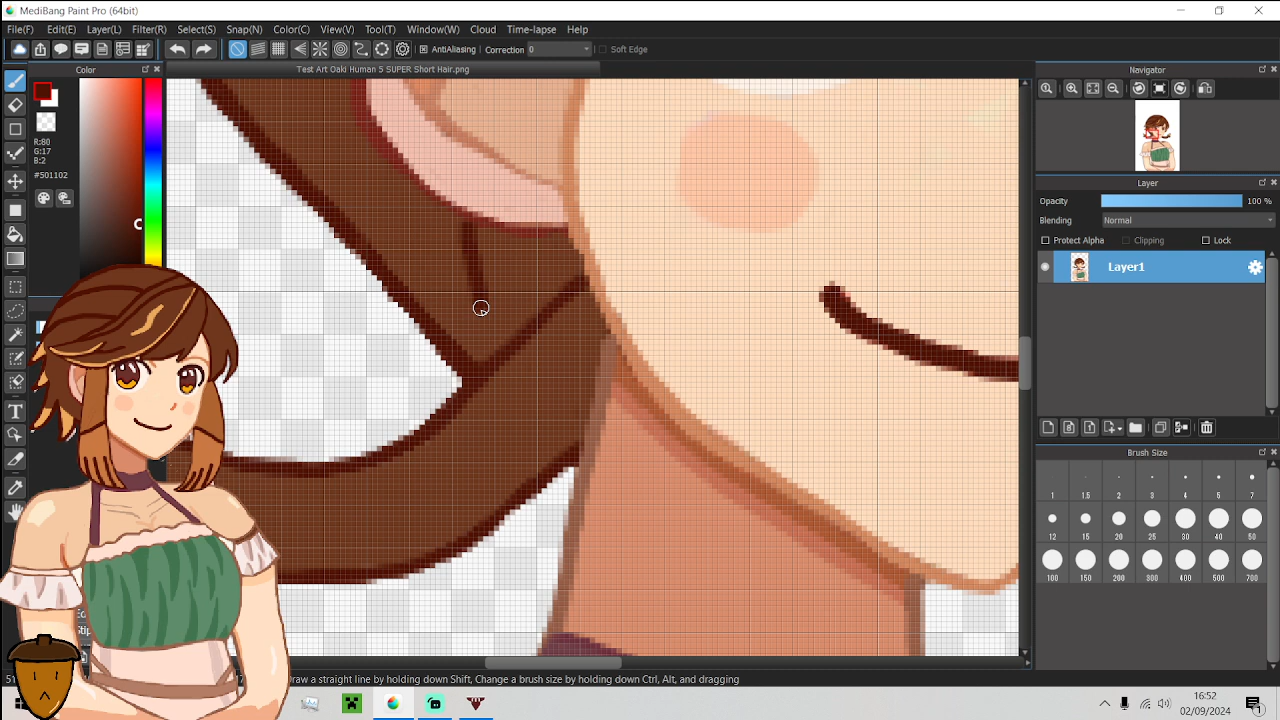 MediBang Paint Pro (64bit)
File(F) Edit(E) Layer(L) Filter(R) Select(S) Snap(N) Color(C) View(V) Tool(T) Window(W) Cloud Time-lapse Help
AntiAliasing Correction 0 Soft Edge
Color
Test Art Oaki Human 5 SUPER Short Hair.png
Navigator
R:80
G:17
B:2
#501102
Layer
Opacity 100 %
Blending Normal
Protect Alpha Clipping Lock
Layer1
T
Brush Size
1 1.5 2 3 4 5 7
12 15 20 25 30 40 50
100 150 200 300 400 500 700
Draw a straight line by holding down Shift, Change a brush size by holding down Ctrl, Alt, and dragging
16:52
02/09/2024
1